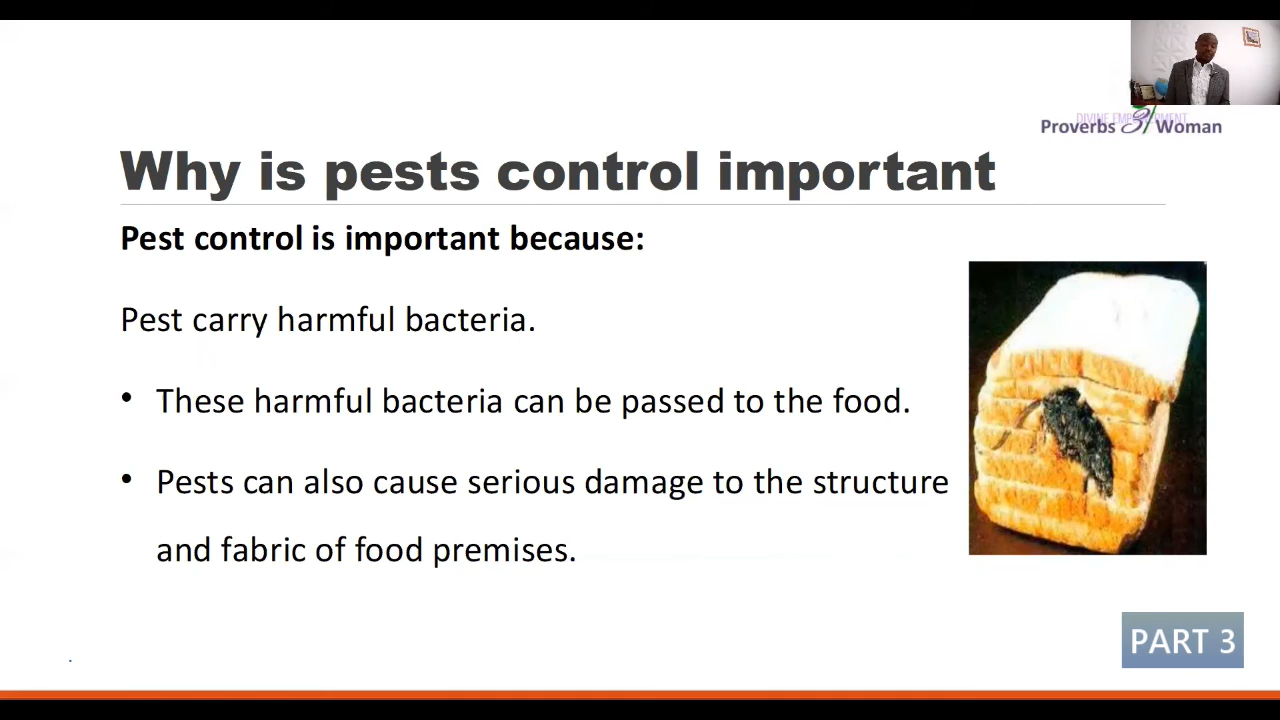 DIVINE EMPOWERMENT
Proverbs 31 Woman
Why is pests control important
Pest control is important because:
Pest carry harmful bacteria.
• These harmful bacteria can be passed to the food.
• Pests can also cause serious damage to the structure
and fabric of food premises.
PART 3
.